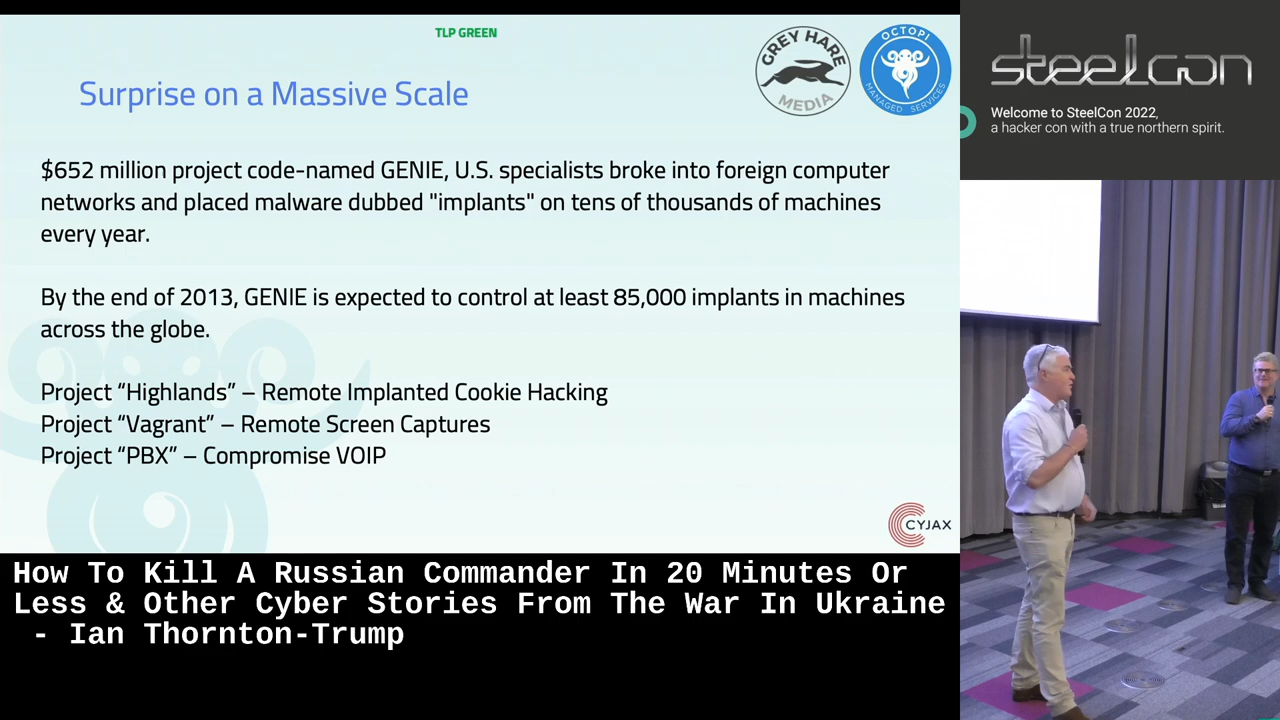 TLP GREEN
Surprise on a Massive Scale
GREY HARE
MEDIA
OCTOPI
MANAGED SERVICES
steelcon
Welcome to SteelCon 2022,
a hacker con with a true northern spirit.
$652 million project code-named GENIE, U.S. specialists broke into foreign computer
networks and placed malware dubbed "implants" on tens of thousands of machines
every year.
By the end of 2013, GENIE is expected to control at least 85,000 implants in machines
across the globe.
Project “Highlands” – Remote Implanted Cookie Hacking
Project “Vagrant” – Remote Screen Captures
Project “PBX” – Compromise VOIP
CYJAX
How To Kill A Russian Commander In 20 Minutes Or
Less & Other Cyber Stories From The War In Ukraine
- Ian Thornton-Trump